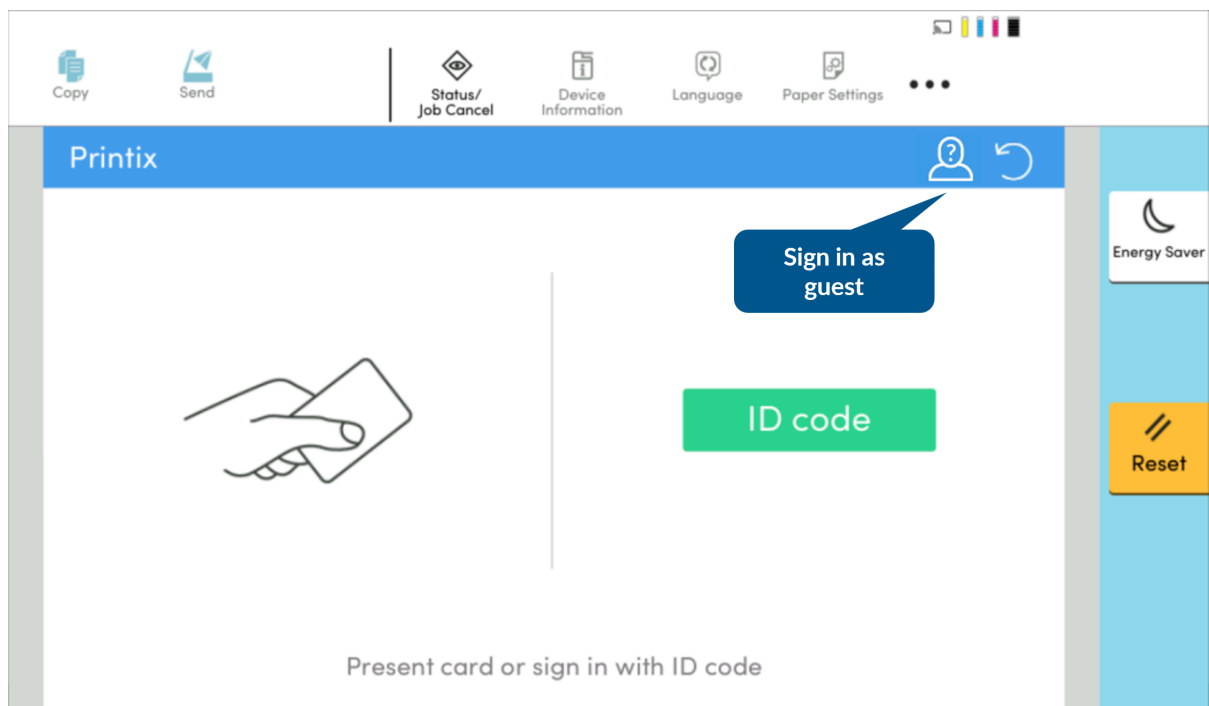 Copy
Send
Status/
Job Cancel
Device
Information
Language
Paper Settings
Printix
?
Sign in as
guest
Energy Saver
ID code
Reset
Present card or sign in with ID code